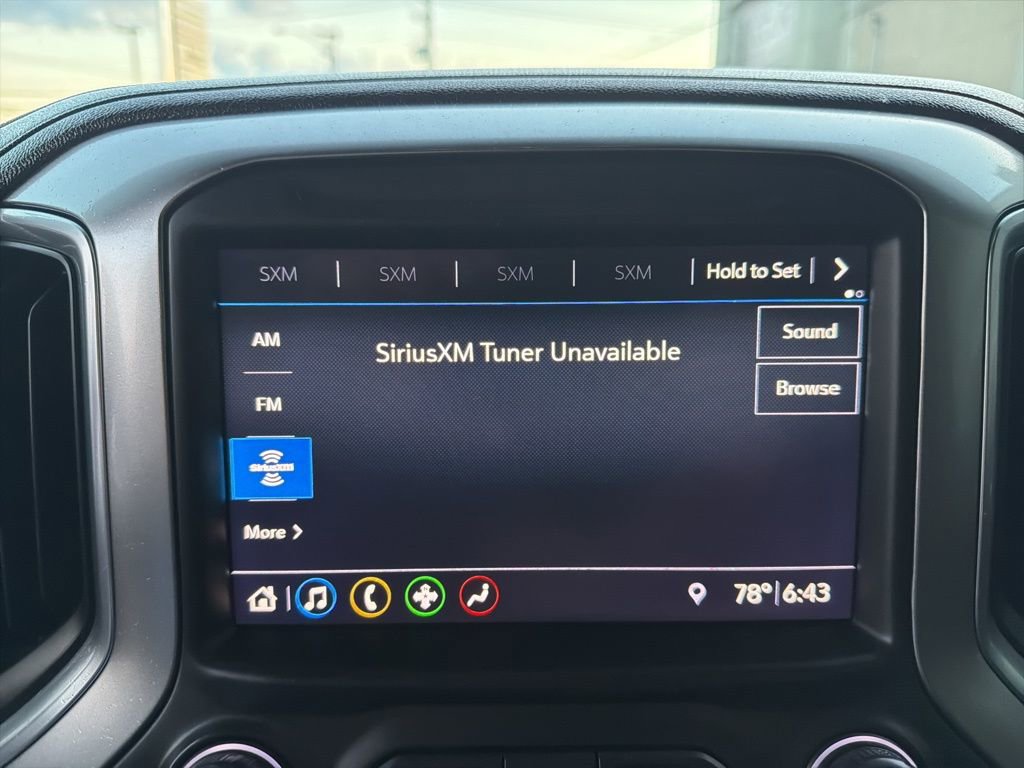 SXM | SXM | SXM | SXM | Hold to Set | >
AM
SiriusXM Tuner Unavailable
Sound
FM
Browse
SiriusXM
More >
78° | 6:43